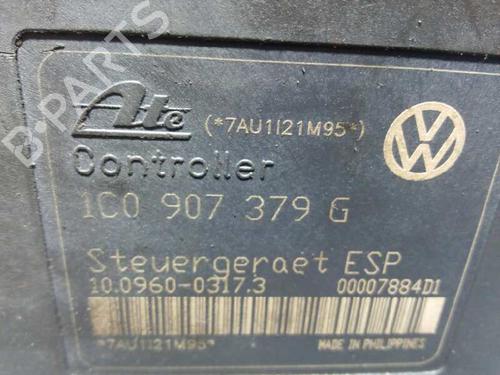 Ate (*7AU1I21M95*)
Controller
1C0 907 379 G
Steuergeraet ESP
10.0960-0317.3 00007884D1
*7AU1I21M95* MADE IN PHILIPPINES
B-PARTS